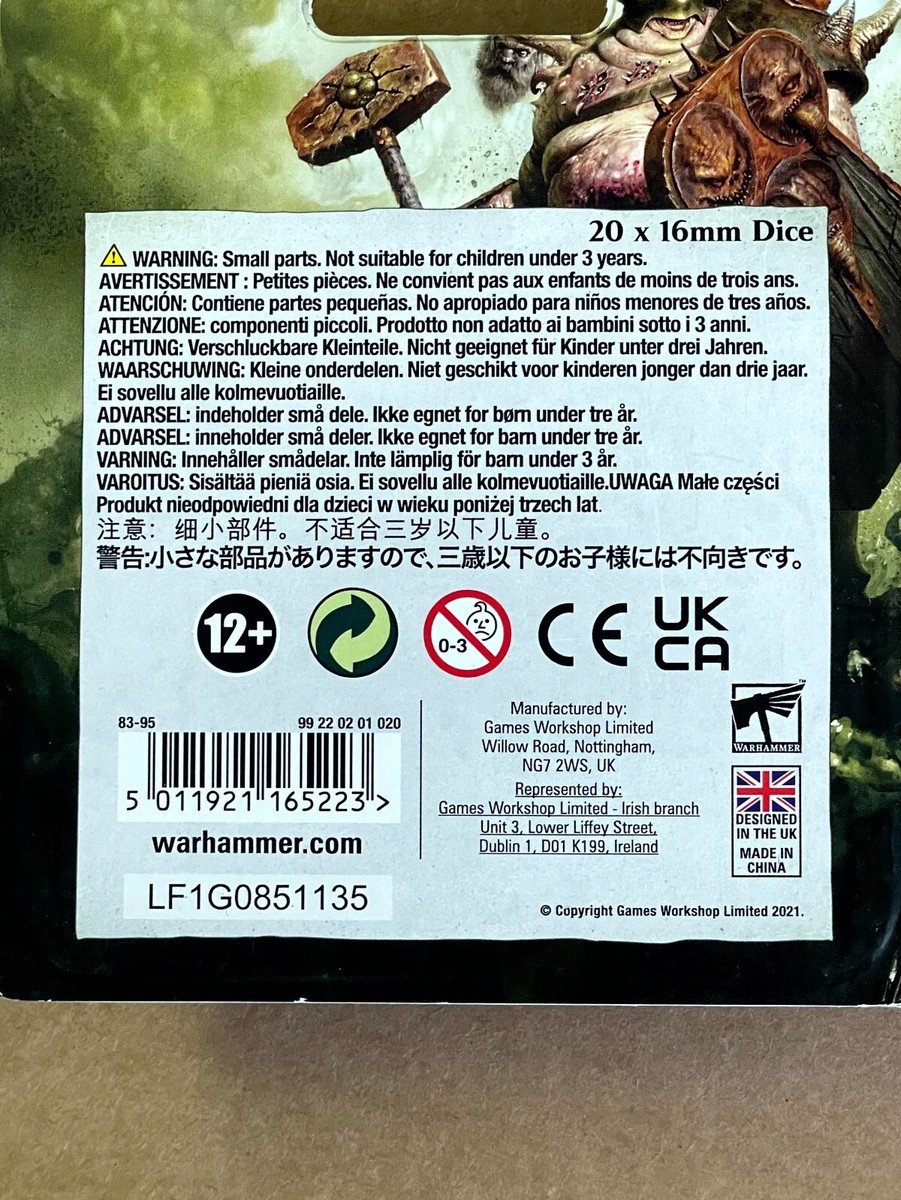 20 x 16mm Dice
WARNING: Small parts. Not suitable for children under 3 years.
AVERTISSEMENT : Petites pièces. Ne convient pas aux enfants de moins de trois ans.
ATENCIÓN: Contiene partes pequeñas. No apropiado para niños menores de tres años.
ATTENZIONE: componenti piccoli. Prodotto non adatto ai bambini sotto i 3 anni.
ACHTUNG: Verschluckbare Kleinteile. Nicht geeignet für Kinder unter drei Jahren.
WAARSCHUWING: Kleine onderdelen. Niet geschikt voor kinderen jonger dan drie jaar.
Ei sovellu alle kolmevuotiaille.
ADVARSEL: indeholder små dele. Ikke egnet for børn under tre år.
ADVARSEL: inneholder små deler. Ikke egnet for barn under tre år.
VARNING: Innehåller smådelar. Inte lämplig för barn under 3 år.
VAROITUS: Sisältää pieniä osia. Ei sovellu alle kolmevuotiaille.UWAGA Małe części
Produkt nieodpowiedni dla dzieci w wieku poniżej trzech lat.
注意：细小部件。不适合三岁以下儿童。
警告:小さな部品がありますので、三歳以下のお子様には不向きです。
12+
0-3
CE
UK
CA
83-95 99 22 02 01 020
5 011921 165223 >
warhammer.com
LF1G0851135
Manufactured by:
Games Workshop Limited
Willow Road, Nottingham,
NG7 2WS, UK
Represented by:
Games Workshop Limited - Irish branch
Unit 3, Lower Liffey Street,
Dublin 1, D01 K199, Ireland
WARHAMMER™
DESIGNED
IN THE UK
MADE IN
CHINA
© Copyright Games Workshop Limited 2021.